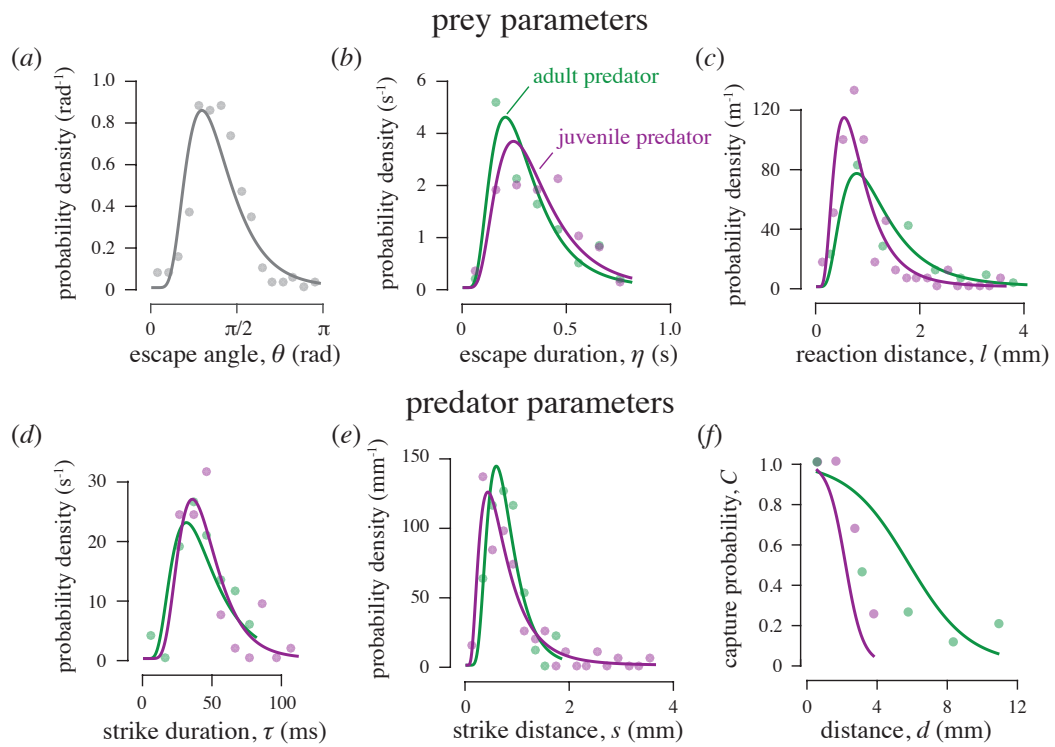 prey parameters
(a)
probability density (rad⁻¹)
1.0
0.8
0.6
0.4
0.2
0
0
π/2
π
escape angle, θ (rad)
(b)
probability density (s⁻¹)
6
4
2
1
0
adult predator
juvenile predator
0
0.5
1.0
escape duration, η (s)
(c)
probability density (m⁻¹)
120
80
40
0
0
2
4
reaction distance, l (mm)
predator parameters
(d)
probability density (s⁻¹)
30
20
10
0
0
50
100
strike duration, τ (ms)
(e)
probability density (mm⁻¹)
150
100
50
0
0
2
4
strike distance, s (mm)
(f)
capture probability, C
1.0
0.8
0.6
0.4
0.2
0
0
4
8
12
distance, d (mm)